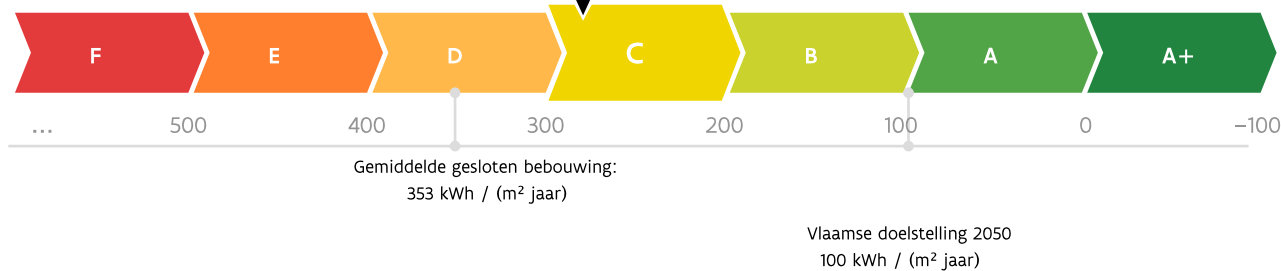 F E D C B A A+
... 500 400 300 200 100 0 –100
Gemiddelde gesloten bebouwing:
353 kWh / (m² jaar)
Vlaamse doelstelling 2050
100 kWh / (m² jaar)